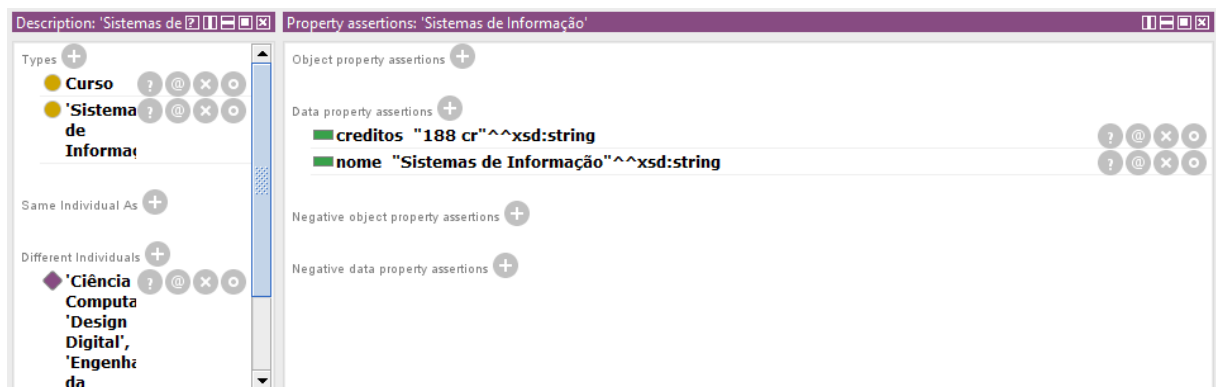 Description: 'Sistemas de
Types
Curso
'Sistema
de
Informaç
Same Individual As
Different Individuals
'Ciência
Computa
'Design
Digital',
'Engenha
da
Property assertions: 'Sistemas de Informação'
Object property assertions
Data property assertions
creditos "188 cr"^^xsd:string
nome "Sistemas de Informação"^^xsd:string
Negative object property assertions
Negative data property assertions